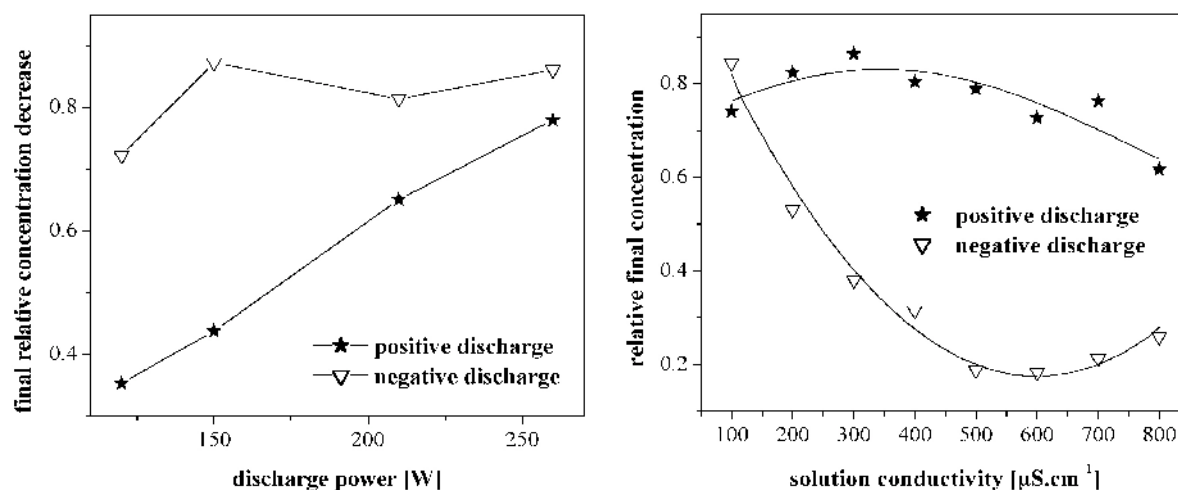 final relative concentration decrease
0.8
0.6
0.4
150
200
250
discharge power [W]
positive discharge
negative discharge
relative final concentration
0.8
0.6
0.4
0.2
100 200 300 400 500 600 700 800
solution conductivity [µS.cm⁻¹]
positive discharge
negative discharge